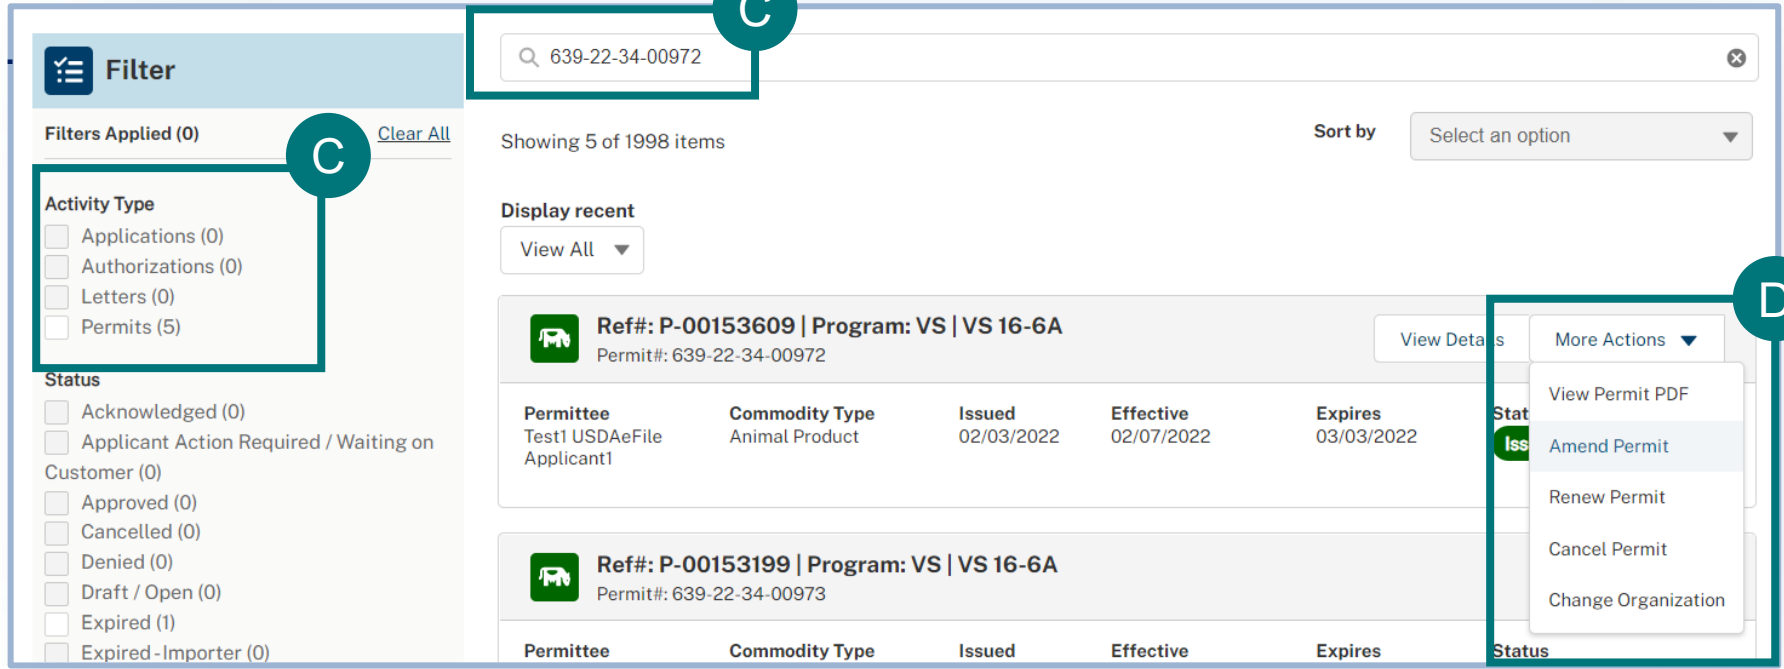 C
639-22-34-00972
Filter
Filters Applied (0) Clear All
C
Showing 5 of 1998 items
Sort by Select an option
Activity Type
Applications (0)
Authorizations (0)
Letters (0)
Permits (5)
Display recent
View All
Status
Acknowledged (0)
Applicant Action Required / Waiting on
Customer (0)
Approved (0)
Cancelled (0)
Denied (0)
Draft / Open (0)
Expired (1)
Expired - Importer (0)
D
Ref#: P-00153609 | Program: VS | VS 16-6A
Permit#: 639-22-34-00972
View Details More Actions
Permittee Commodity Type Issued Effective Expires Stat
Test1 USDAeFile Animal Product 02/03/2022 02/07/2022 03/03/2022 Iss
Applicant1
View Permit PDF
Amend Permit
Renew Permit
Cancel Permit
Change Organization
Ref#: P-00153199 | Program: VS | VS 16-6A
Permit#: 639-22-34-00973
Permittee Commodity Type Issued Effective Expires Status